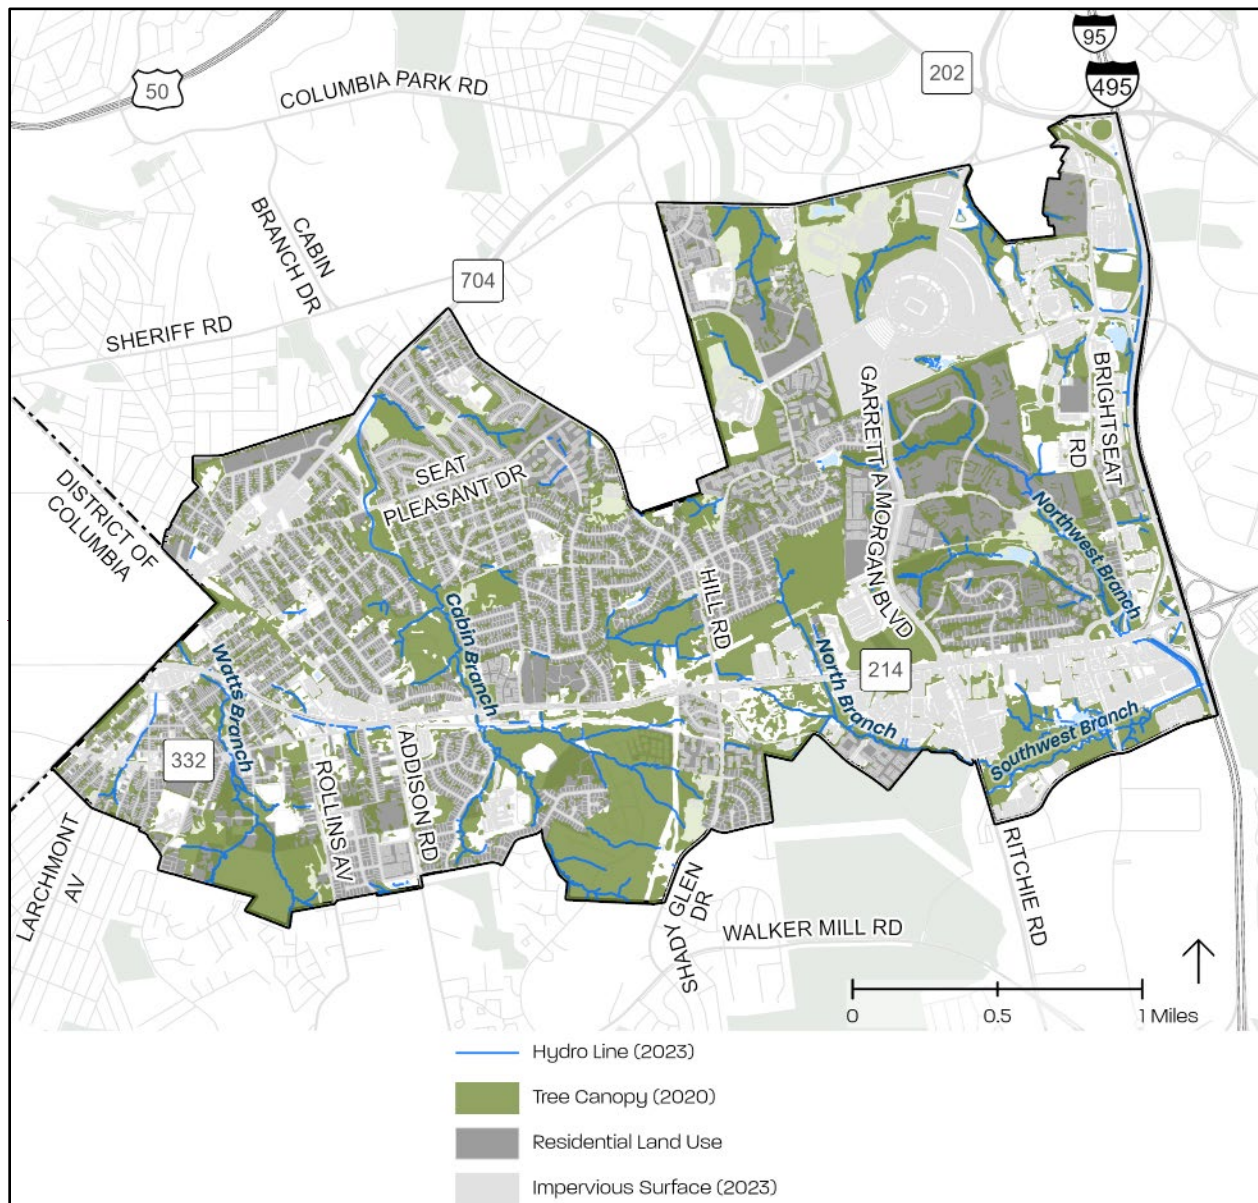 95
495
50
202
COLUMBIA PARK RD
CABIN
BRANCH DR
704
SHERIFF RD
GARRETT A MORGAN BLVD
BRIGHTSEAT
RD
SEAT
PLEASANT DR
DISTRICT OF
COLUMBIA
Northwest Branch
HILL RD
Cabin Branch
Watts Branch
North Branch
214
Southwest Branch
332
ROLLINS AV
ADDISON RD
LARCHMONT
AV
RITCHIE RD
SHADY GLEN
DR
WALKER MILL RD
0 0.5 1 Miles
Hydro Line (2023)
Tree Canopy (2020)
Residential Land Use
Impervious Surface (2023)